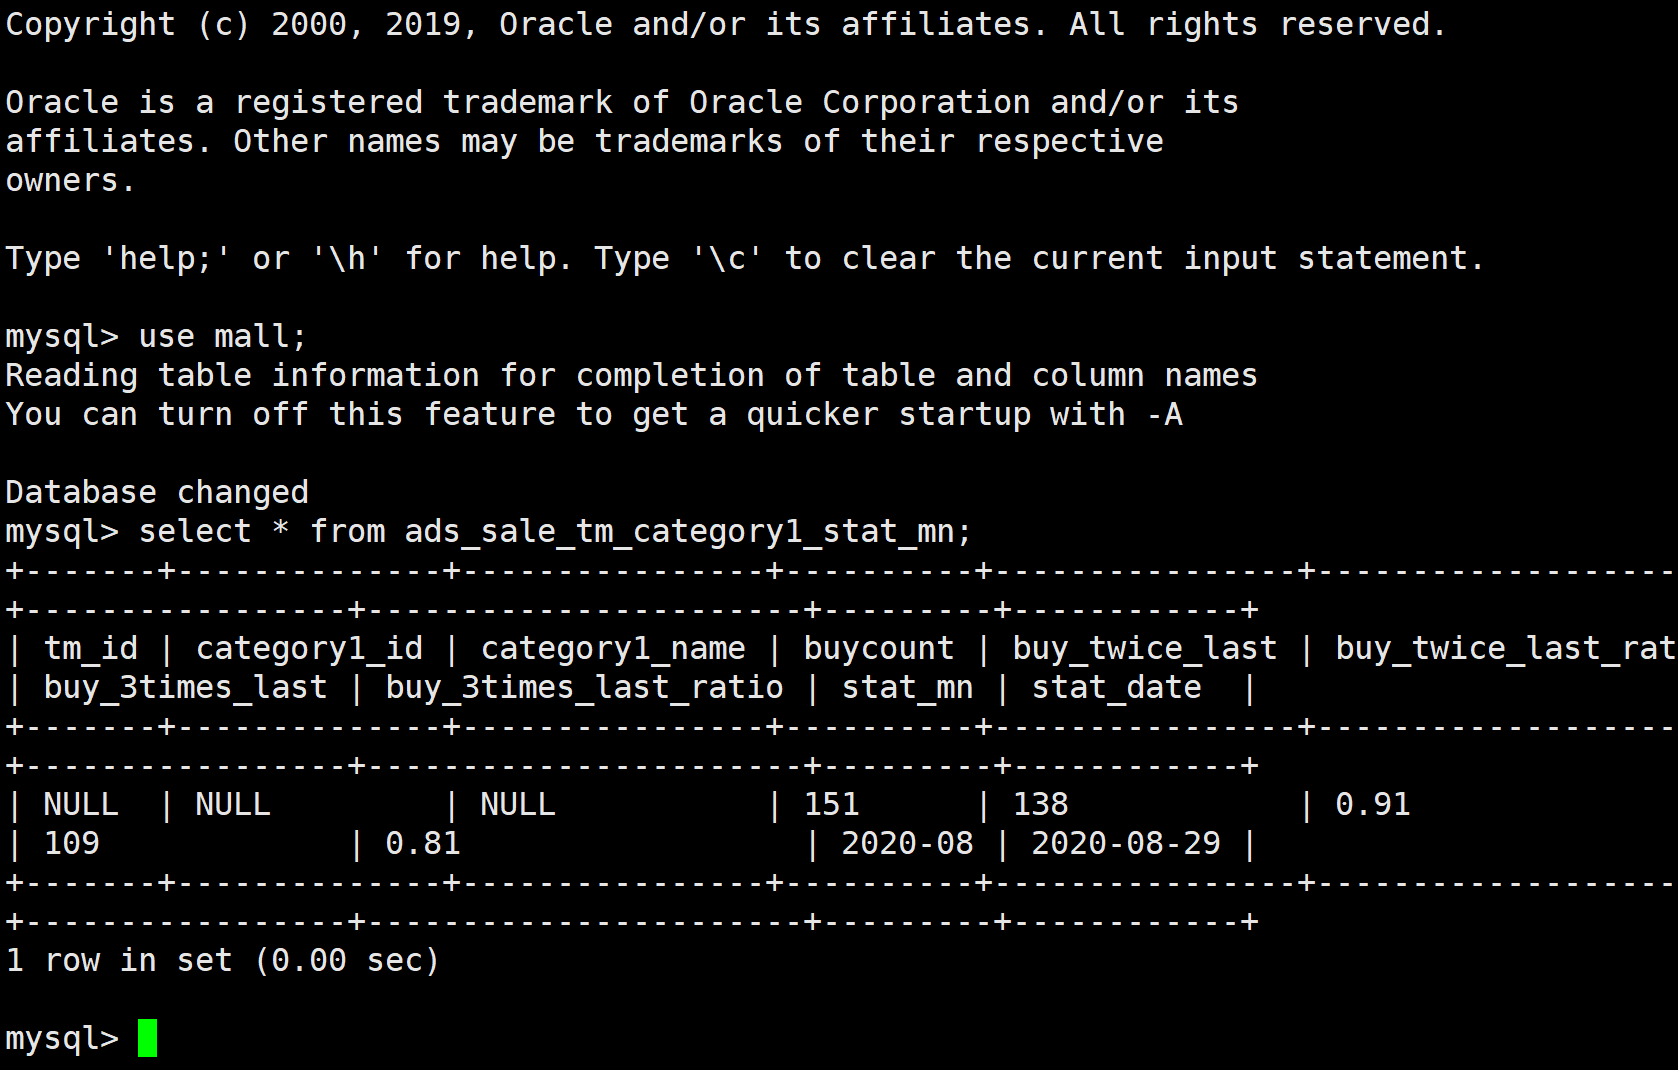 Copyright (c) 2000, 2019, Oracle and/or its affiliates. All rights reserved.
Oracle is a registered trademark of Oracle Corporation and/or its
affiliates. Other names may be trademarks of their respective
owners.
Type 'help;' or '\h' for help. Type '\c' to clear the current input statement.
mysql> use mall;
Reading table information for completion of table and column names
You can turn off this feature to get a quicker startup with -A
Database changed
mysql> select * from ads_sale_tm_category1_stat_mn;
+-------+--------------+----------------+----------+----------------+-------------------
+-----------------+-----------------------+---------+------------+
| tm_id | category1_id | category1_name | buycount | buy_twice_last | buy_twice_last_rat
| buy_3times_last | buy_3times_last_ratio | stat_mn | stat_date  |
+-------+--------------+----------------+----------+----------------+-------------------
+-----------------+-----------------------+---------+------------+
| NULL  | NULL         | NULL           | 151      | 138            | 0.91
| 109             | 0.81                  | 2020-08 | 2020-08-29 |
+-------+--------------+----------------+----------+----------------+-------------------
+-----------------+-----------------------+---------+------------+
1 row in set (0.00 sec)
mysql>